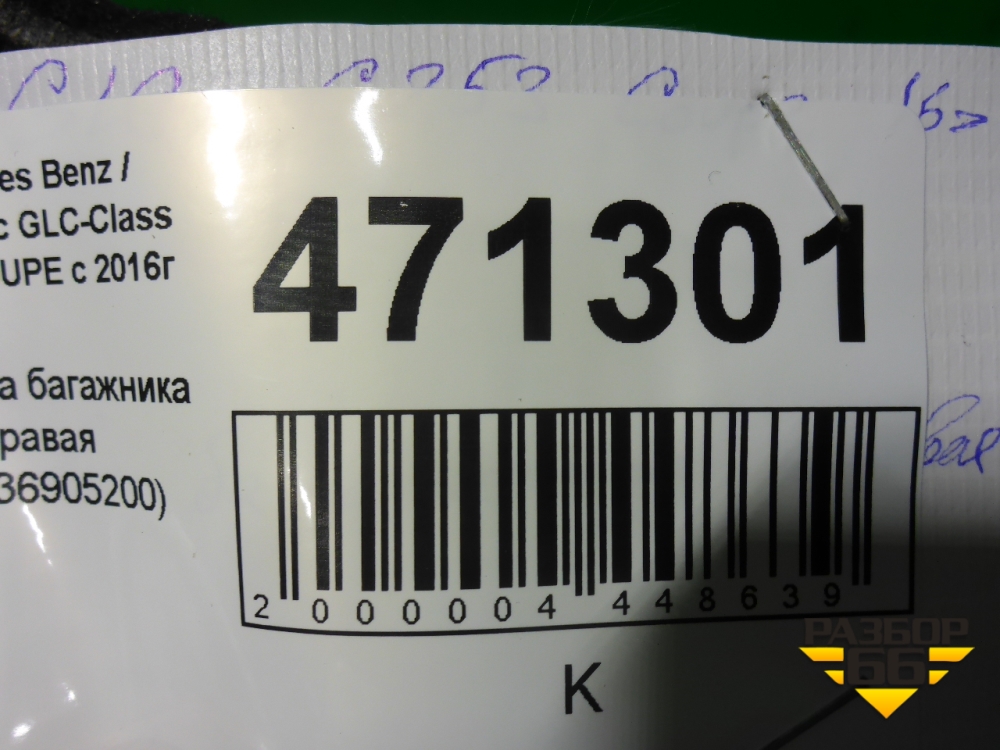 es Benz /
с GLC-Class
UPE с 2016г
471301
а багажника
равая
36905200)
2 000004 448639
K
РАЗБОР
66